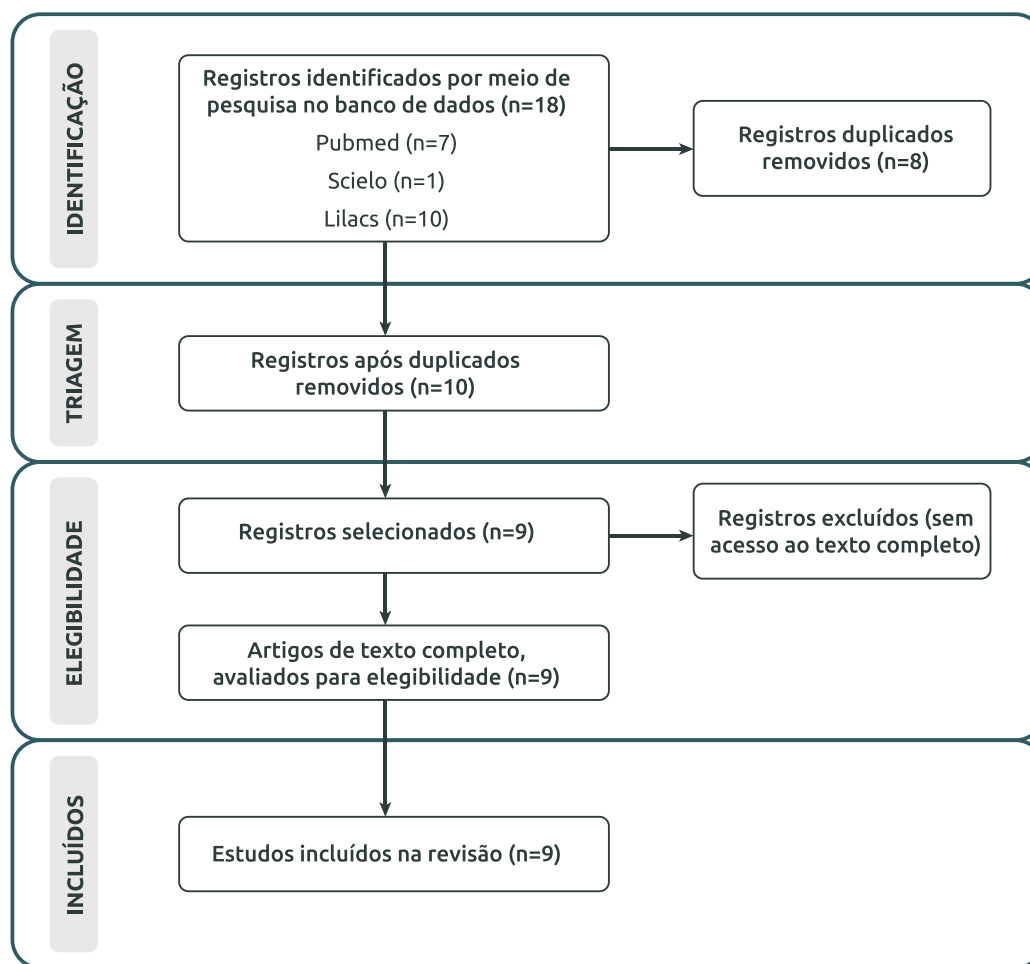 IDENTIFICAÇÃO
Registros identificados por meio de
pesquisa no banco de dados (n=18)
Pubmed (n=7)
Scielo (n=1)
Lilacs (n=10)
Registros duplicados
removidos (n=8)
TRIAGEM
Registros após duplicados
removidos (n=10)
ELEGIBILIDADE
Registros selecionados (n=9)
Registros excluídos (sem
acesso ao texto completo)
Artigos de texto completo,
avaliados para elegibilidade (n=9)
INCLUÍDOS
Estudos incluídos na revisão (n=9)